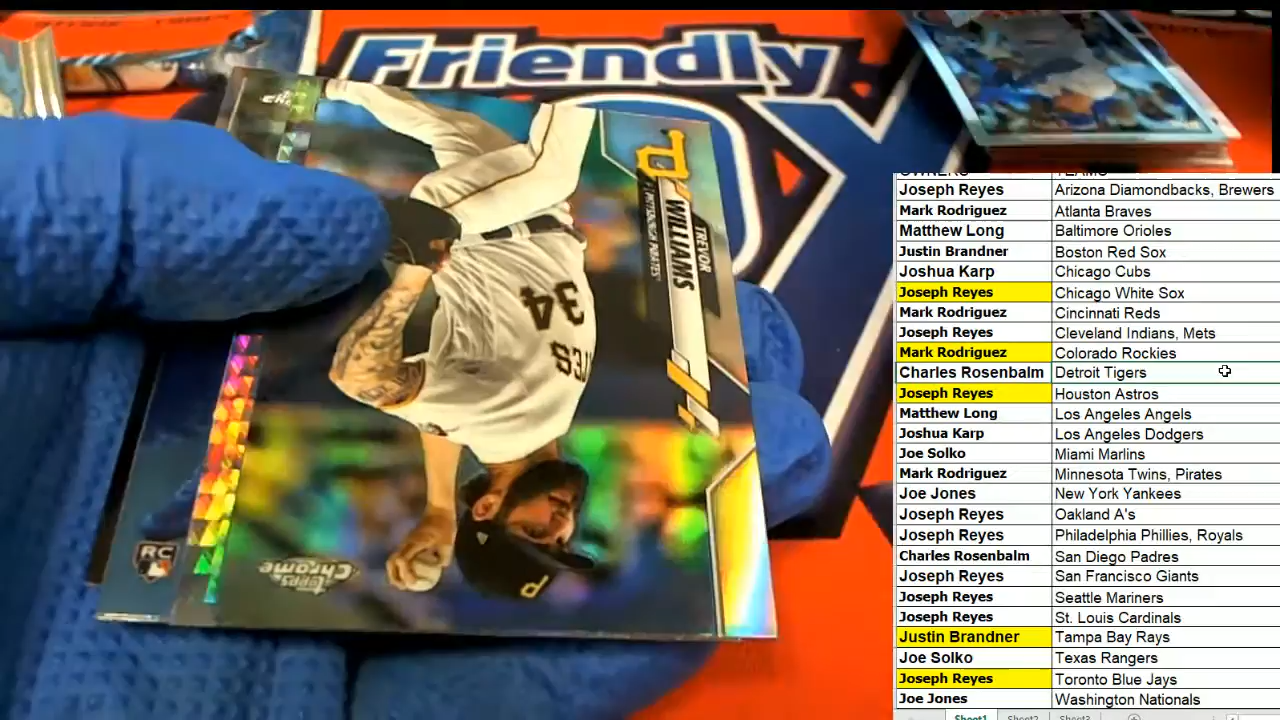 Friendly
TREVOR
WILLIAMS
P | PITTSBURGH PIRATES
34
TES
P
Topps
Chrome
RC
OWNERS TEAMS
Joseph Reyes Arizona Diamondbacks, Brewers
Mark Rodriguez Atlanta Braves
Matthew Long Baltimore Orioles
Justin Brandner Boston Red Sox
Joshua Karp Chicago Cubs
Joseph Reyes Chicago White Sox
Mark Rodriguez Cincinnati Reds
Joseph Reyes Cleveland Indians, Mets
Mark Rodriguez Colorado Rockies
Charles Rosenbalm Detroit Tigers
Joseph Reyes Houston Astros
Matthew Long Los Angeles Angels
Joshua Karp Los Angeles Dodgers
Joe Solko Miami Marlins
Mark Rodriguez Minnesota Twins, Pirates
Joe Jones New York Yankees
Joseph Reyes Oakland A's
Joseph Reyes Philadelphia Phillies, Royals
Charles Rosenbalm San Diego Padres
Joseph Reyes San Francisco Giants
Joseph Reyes Seattle Mariners
Joseph Reyes St. Louis Cardinals
Justin Brandner Tampa Bay Rays
Joe Solko Texas Rangers
Joseph Reyes Toronto Blue Jays
Joe Jones Washington Nationals
Sheet1 Sheet2 Sheet3